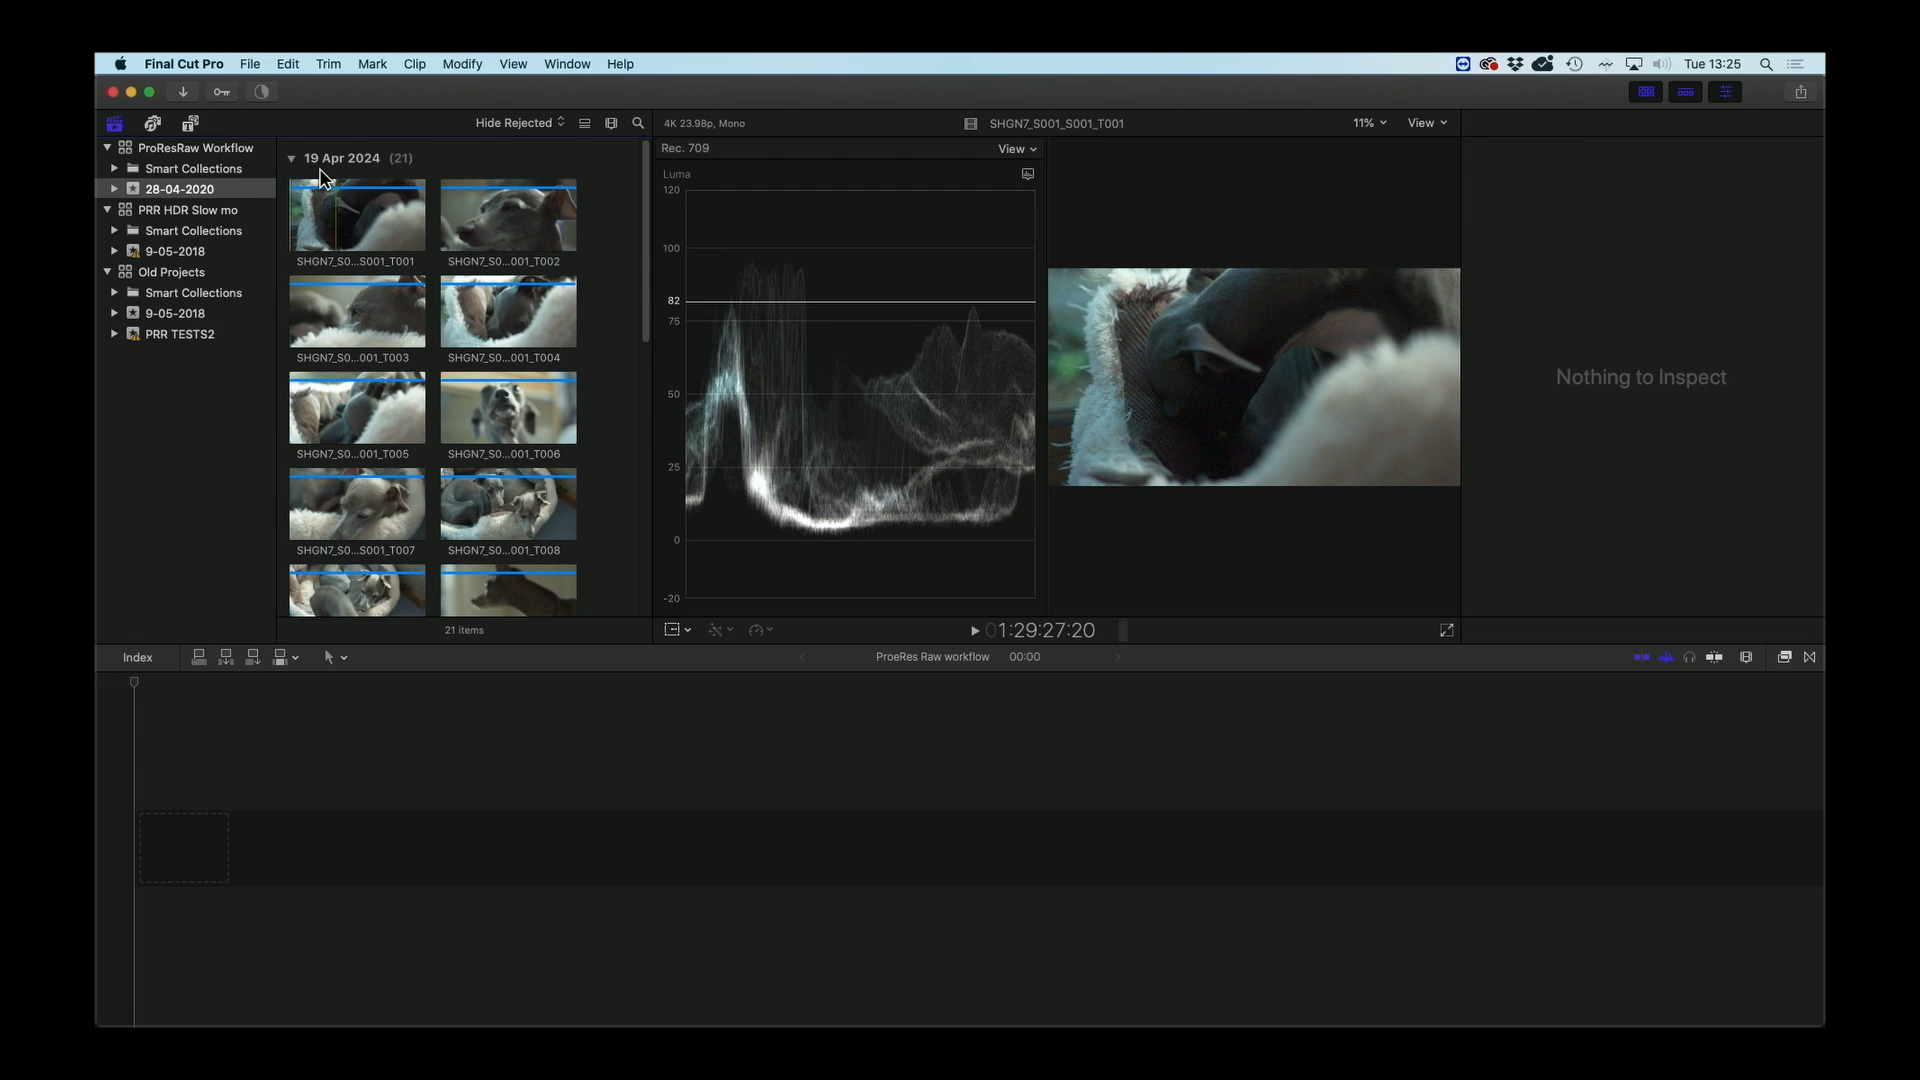 Final Cut Pro File Edit Trim Mark Clip Modify View Window Help Tue 13:25
Hide Rejected
4K 23.98p, Mono
SHGN7_S001_S001_T001
11%
View
ProResRaw Workflow
Smart Collections
28-04-2020
PRR HDR Slow mo
Smart Collections
9-05-2018
Old Projects
Smart Collections
9-05-2018
PRR TESTS2
19 Apr 2024 (21)
SHGN7_S0...S001_T001
SHGN7_S0...001_T002
SHGN7_S0...001_T003
SHGN7_S0...001_T004
SHGN7_S0...001_T005
SHGN7_S0...001_T006
SHGN7_S0...S001_T007
SHGN7_S0...001_T008
21 items
Rec. 709
View
Luma
120
100
82
75
50
25
0
-20
Nothing to Inspect
01:29:27:20
Index
ProeRes Raw workflow 00:00